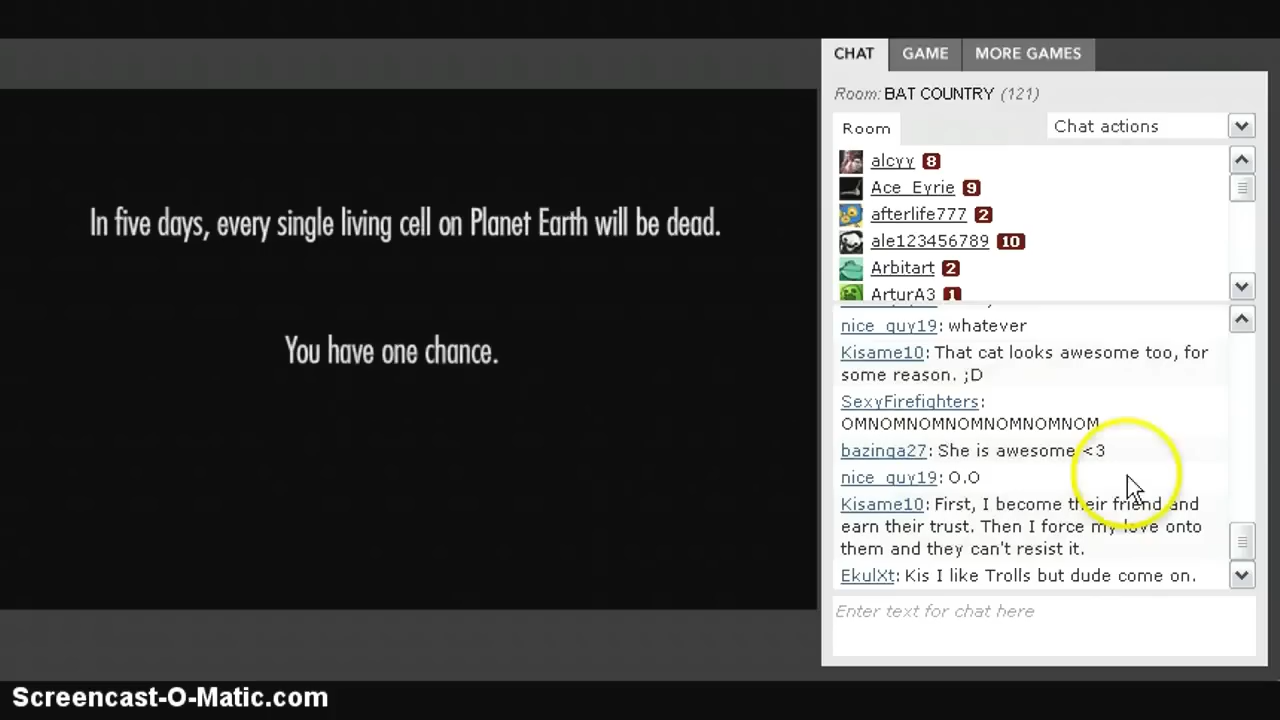 In five days, every single living cell on Planet Earth will be dead.
You have one chance.
CHAT GAME MORE GAMES
Room: BAT COUNTRY (121)
Room Chat actions
alcyy 8
Ace_Eyrie 9
afterlife777 2
ale123456789 10
Arbitart 2
ArturA3 1
nice_guy19: whatever
Kisame10: That cat looks awesome too, for
some reason. ;D
SexyFirefighters:
OMNOMNOMNOMNOMNOMNOM
bazinga27: She is awesome <3
nice_guy19: O.O
Kisame10: First, I become their friend and
earn their trust. Then I force my love onto
them and they can't resist it.
EkulXt: Kis I like Trolls but dude come on.
Enter text for chat here
Screencast-O-Matic.com